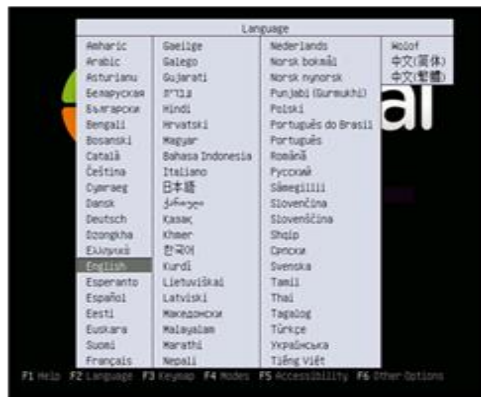 Language
Amharic
Arabic
Asturianu
Беларуская
Български
Bengali
Bosanski
Català
Čeština
Cymraeg
Dansk
Deutsch
Dzongkha
Ελληνικά
English
Esperanto
Español
Eesti
Euskara
Suomi
Français
Gaeilge
Galego
Gujarati
עברית
Hindi
Hrvatski
Magyar
Bahasa Indonesia
Italiano
日本語
ქართული
Қазақ
Khmer
한국어
Kurdî
Lietuviškai
Latviski
Македонски
Malayalam
Marathi
Nepali
Nederlands
Norsk bokmål
Norsk nynorsk
Punjabi (Gurmukhi)
Polski
Português do Brasil
Português
Română
Русский
Sámegillii
Slovenčina
Slovenščina
Shqip
Српски
Svenska
Tamil
Thai
Tagalog
Türkçe
Українська
Tiếng Việt
Wolof
中文(简体)
中文(繁體)
al
F1 Help F2 Language F3 Keymap F4 Modes F5 Accessibility F6 Other Options